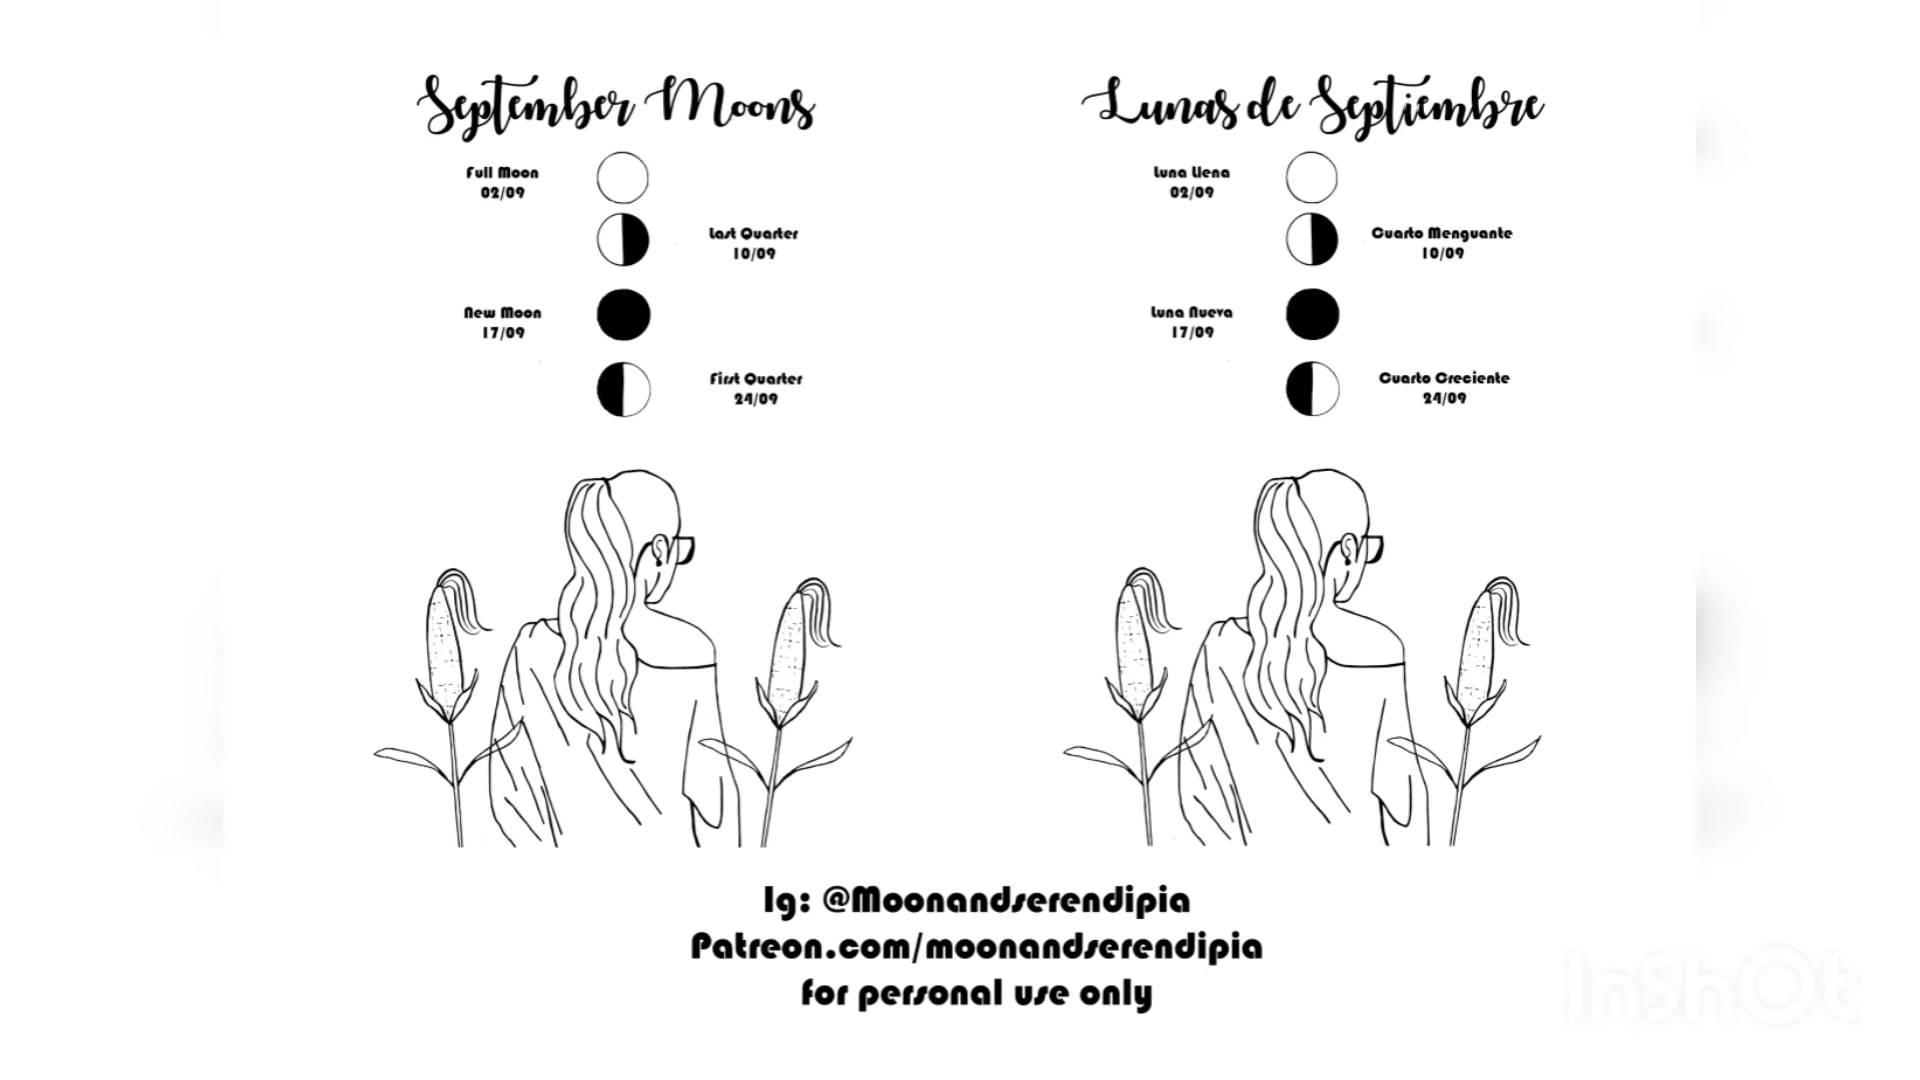 September Moons
Full Moon
02/09
Last Quarter
10/09
New Moon
17/09
First Quarter
24/09
Lunas de Septiembre
Luna Llena
02/09
Cuarto Menguante
10/09
Luna Nueva
17/09
Cuarto Creciente
24/09
Ig: @Moonandserendipia
Patreon.com/moonandserendipia
for personal use only
InShOt